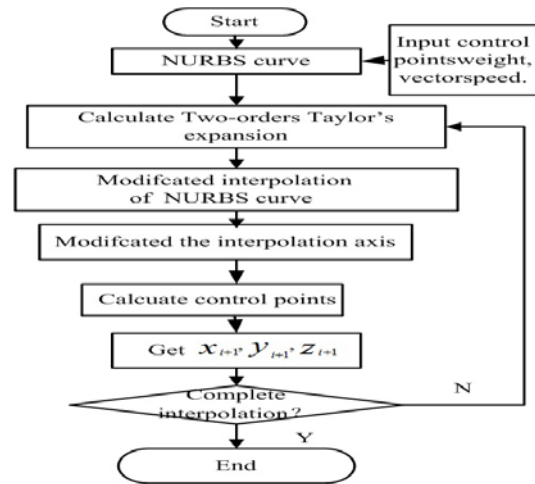 Start
NURBS curve
Input control
pointsweight,
vectorspeed.
Calculate Two-orders Taylor's
expansion
Modifcated interpolation
of NURBS curve
Modifcated the interpolation axis
Calcuate control points
Get x_{i+1}, y_{i+1}, z_{i+1}
Complete
interpolation?
N
Y
End